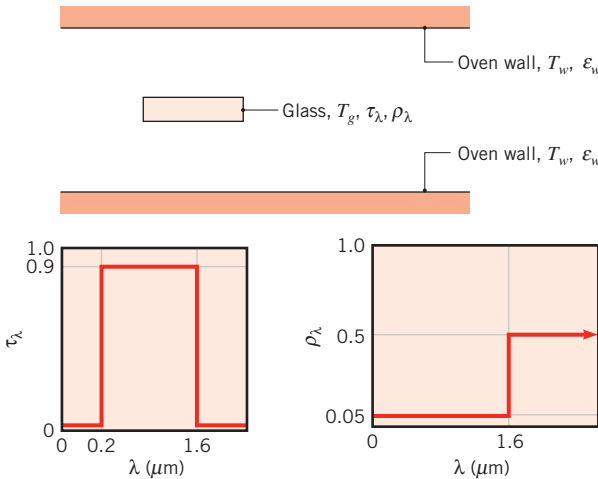 Oven wall, T_w, ε_w
Glass, T_g, τ_λ, ρ_λ
Oven wall, T_w, ε_w
1.0
0.9
τ_λ
0
0 0.2 1.6
λ (μm)
1.0
ρ_λ 0.5
0.05
0 1.6
λ (μm)